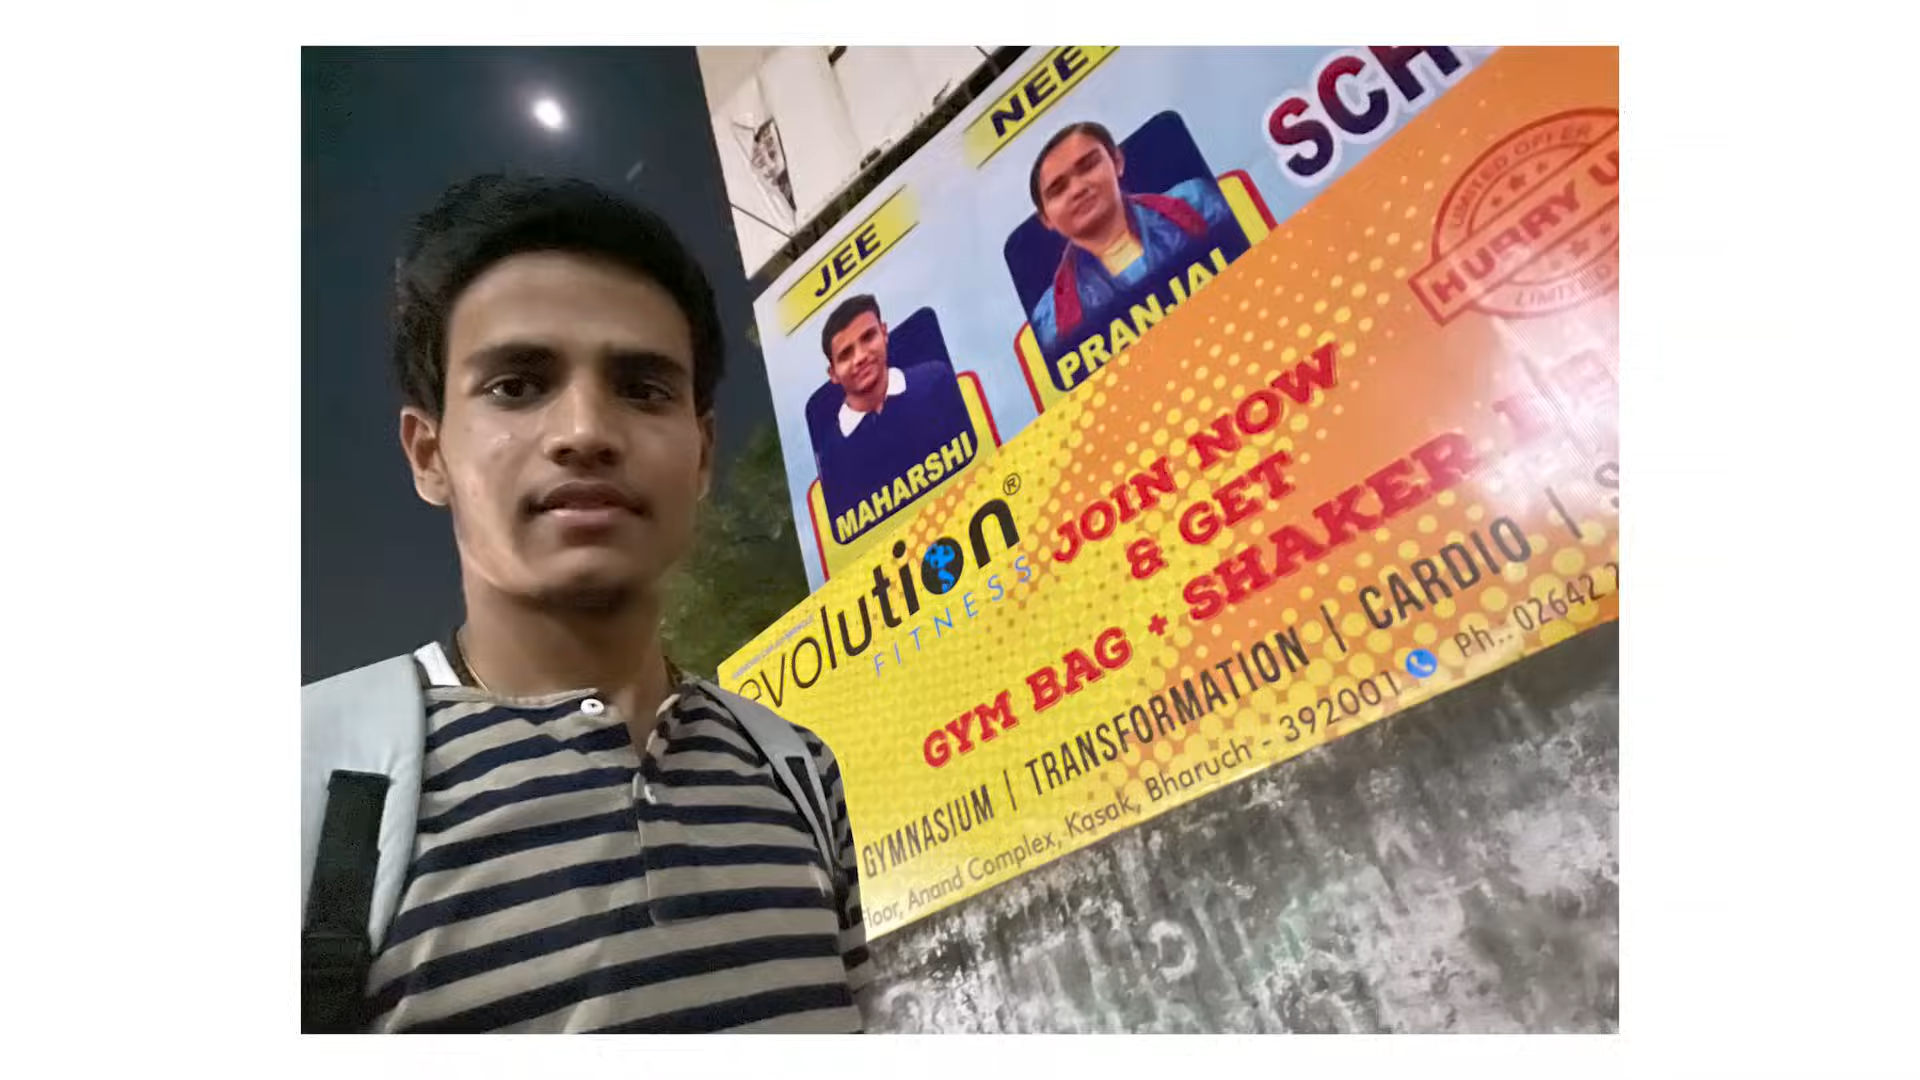 SCH
NEE
JEE
PRANJAL
MAHARSHI
LIMITED OFFER
HURRY U
LIMITED
evolution®
FITNESS
JOIN NOW
& GET
GYM BAG + SHAKER
GYMNASIUM | TRANSFORMATION | CARDIO | S
floor, Anand Complex, Kasak, Bharuch - 392001 Ph.: 02642 2